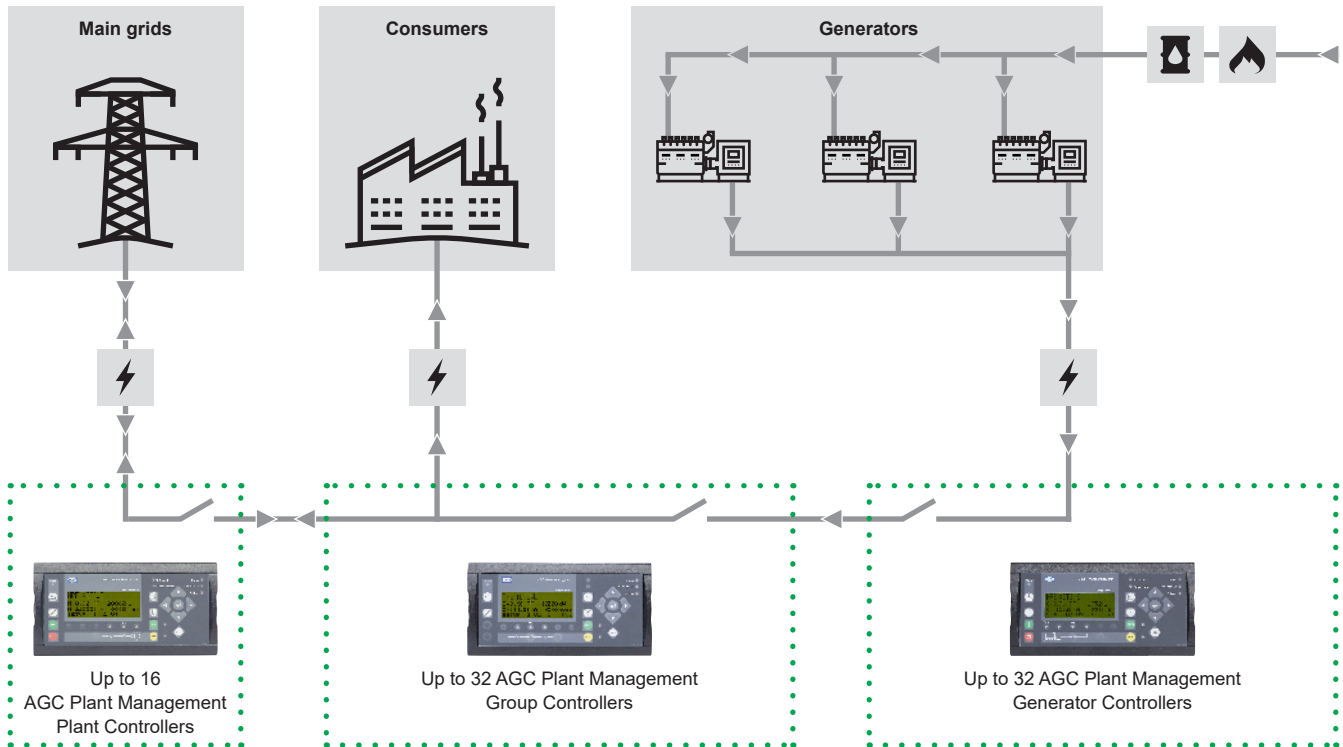 Main grids
Consumers
Generators
Up to 16
AGC Plant Management
Plant Controllers
Up to 32 AGC Plant Management
Group Controllers
Up to 32 AGC Plant Management
Generator Controllers